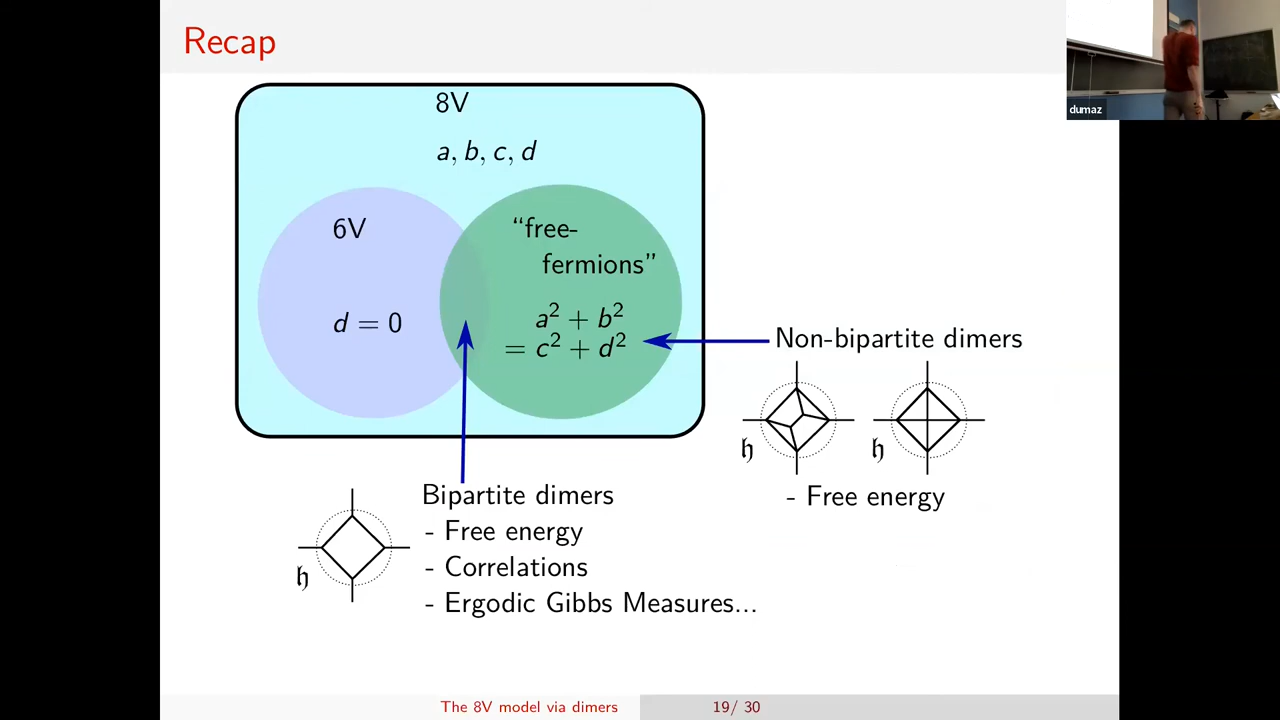 Recap
dumaz
8V
a, b, c, d
6V
d = 0
“free-
fermions”
a² + b²
= c² + d²
Non-bipartite dimers
𝔥
𝔥
- Free energy
Bipartite dimers
- Free energy
- Correlations
- Ergodic Gibbs Measures...
𝔥
The 8V model via dimers
19/ 30